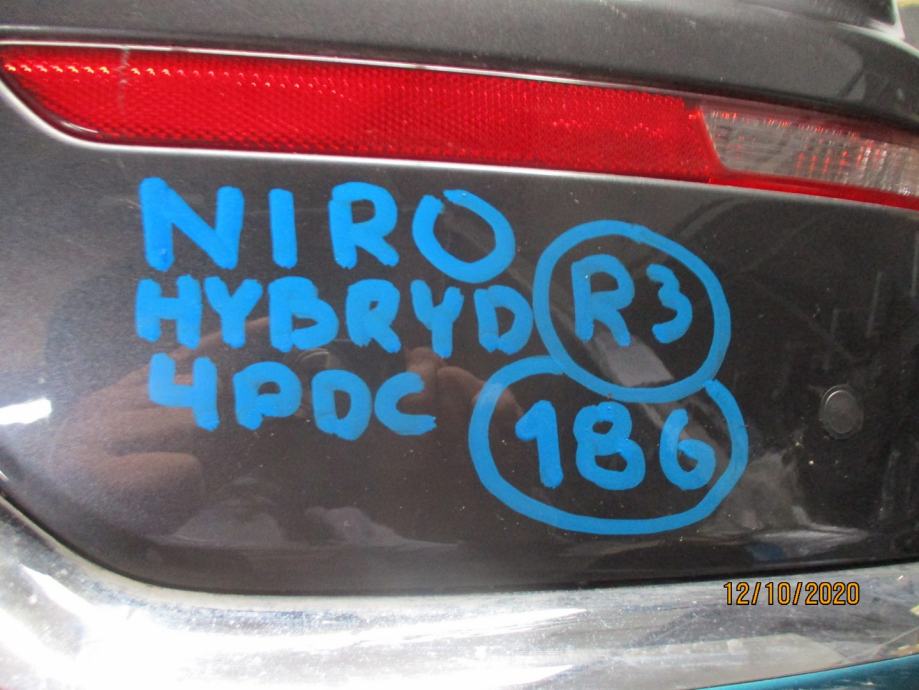 NIRO
HYBRYD R3
4PDC 186
12/10/2020